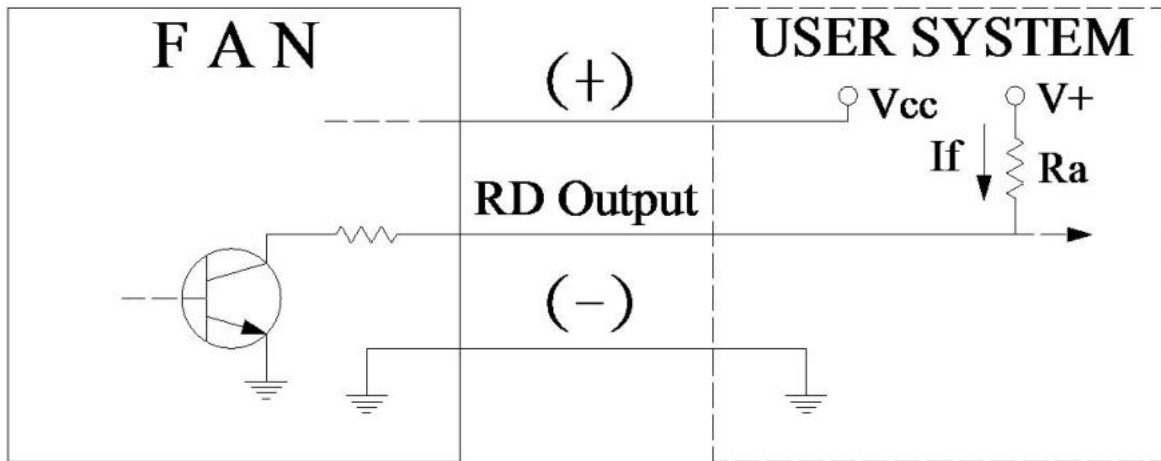 F A N
USER SYSTEM
(+)
Vcc
V+
If
Ra
RD Output
(-)